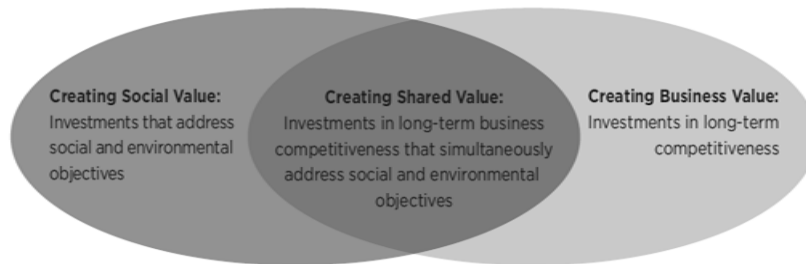 Creating Social Value:
Investments that address
social and environmental
objectives
Creating Shared Value:
Investments in long-term business
competitiveness that simultaneously
address social and environmental
objectives
Creating Business Value:
Investments in long-term
competitiveness